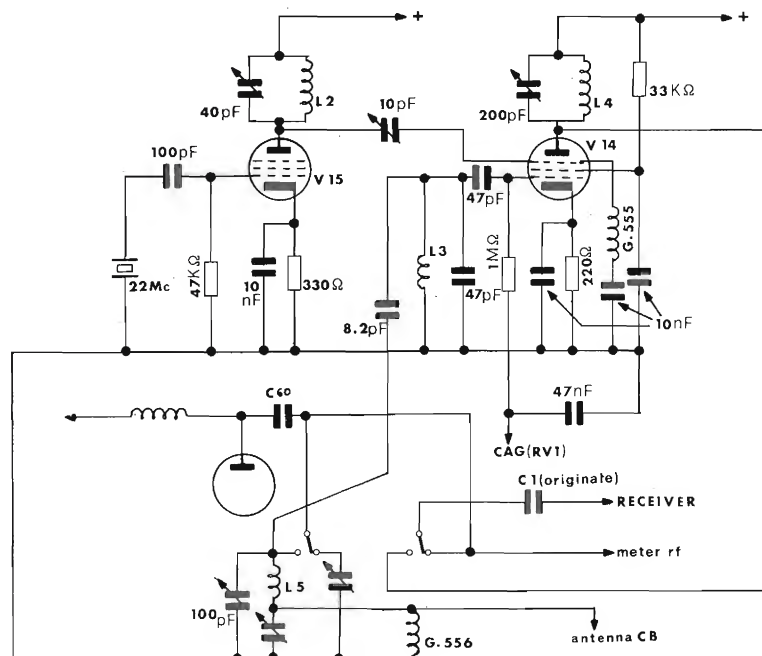 +
+
40pF
L2
10pF
200pF
L4
33KΩ
100pF
V15
V14
47pF
G.555
L3
1MΩ
220Ω
22Mc
47KΩ
10
nF
330Ω
47pF
8.2pF
10nF
C60
47nF
CAG(RV1)
C1(originate)
RECEIVER
meter rf
L5
100pF
G.556
antenna CB